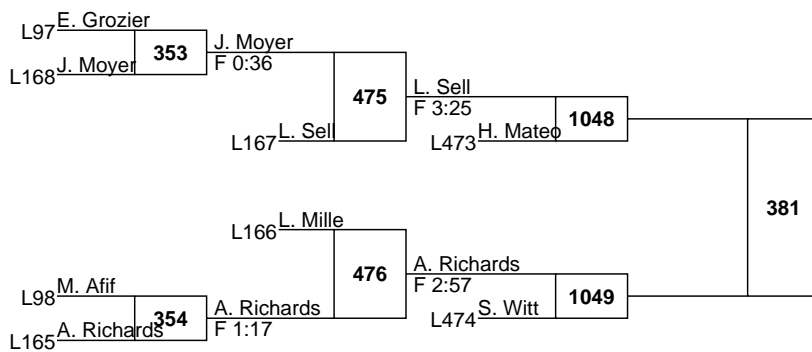 E. Grozier
L97
353
J. Moyer
J. Moyer
F 0:36
L168
475
L. Sell
F 3:25
L. Sell
L167
1048
H. Mateo
L473
381
L. Mille
L166
476
A. Richards
F 2:57
M. Afif
L98
354
A. Richards
F 1:17
A. Richards
L165
1049
S. Witt
L474